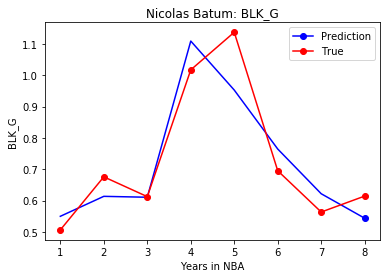 Nicolas Batum: BLK_G
Prediction
True
1.1
1.0
0.9
0.8
0.7
0.6
0.5
BLK_G
1 2 3 4 5 6 7 8
Years in NBA